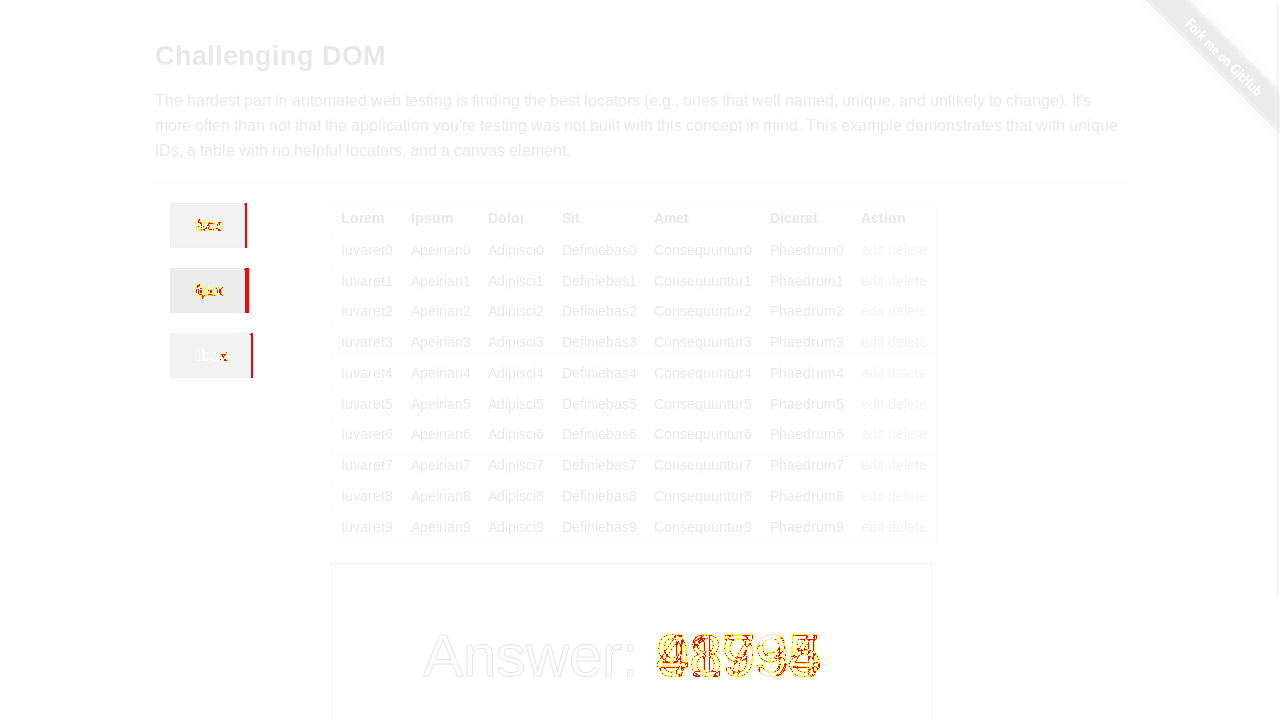 Fork me on GitHub
Challenging DOM
The hardest part in automated web testing is finding the best locators (e.g., ones that well named, unique, and unlikely to change). It's
more often than not that the application you're testing was not built with this concept in mind. This example demonstrates that with unique
IDs, a table with no helpful locators, and a canvas element.
Lorem Ipsum Dolor Sit Amet Diceret Action
Iuvaret0 Apeirian0 Adipisci0 Definiebas0 Consequuntur0 Phaedrum0 edit delete
Iuvaret1 Apeirian1 Adipisci1 Definiebas1 Consequuntur1 Phaedrum1 edit delete
Iuvaret2 Apeirian2 Adipisci2 Definiebas2 Consequuntur2 Phaedrum2 edit delete
Iuvaret3 Apeirian3 Adipisci3 Definiebas3 Consequuntur3 Phaedrum3 edit delete
Iuvaret4 Apeirian4 Adipisci4 Definiebas4 Consequuntur4 Phaedrum4 edit delete
Iuvaret5 Apeirian5 Adipisci5 Definiebas5 Consequuntur5 Phaedrum5 edit delete
Iuvaret6 Apeirian6 Adipisci6 Definiebas6 Consequuntur6 Phaedrum6 edit delete
Iuvaret7 Apeirian7 Adipisci7 Definiebas7 Consequuntur7 Phaedrum7 edit delete
Iuvaret8 Apeirian8 Adipisci8 Definiebas8 Consequuntur8 Phaedrum8 edit delete
Iuvaret9 Apeirian9 Adipisci9 Definiebas9 Consequuntur9 Phaedrum9 edit delete
Answer: